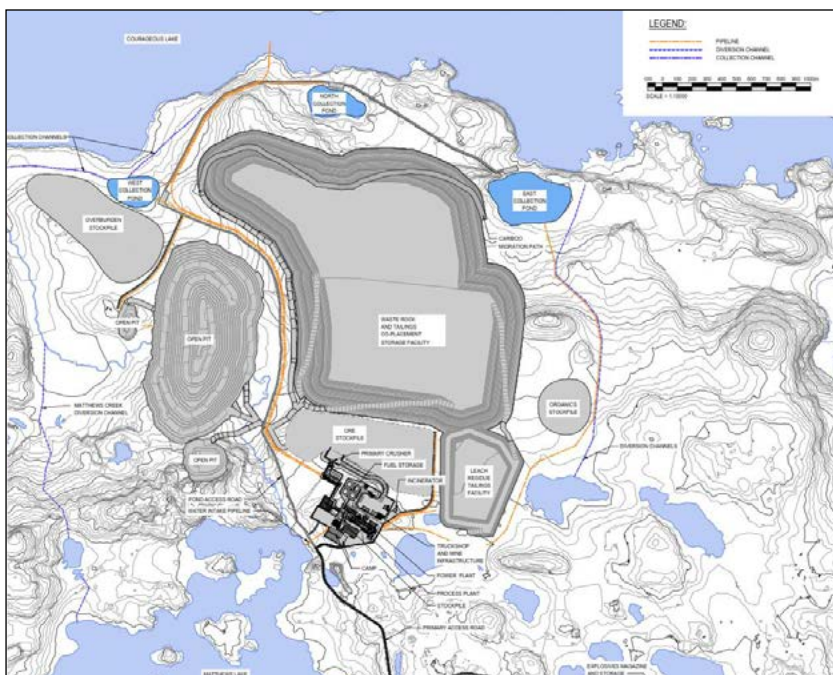 LEGEND:
PIPELINE
DIVERSION CHANNEL
COLLECTION CHANNEL
SCALE = 1:10000
COURAGEOUS LAKE
NORTH
COLLECTION
POND
COLLECTION CHANNELS
WEST
COLLECTION
POND
EAST
COLLECTION
POND
OVERBURDEN
STOCKPILE
CARIBOO
MIGRATION PATH
OPEN PIT
OPEN PIT
WASTE ROCK
AND TAILINGS
CO-PLACEMENT
STORAGE FACILITY
MATTHEWS CREEK
DIVERSION CHANNEL
ORGANICS
STOCKPILE
ORE
STOCKPILE
PRIMARY CRUSHER
OPEN PIT
FUEL STORAGE
DIVERSION CHANNELS
LEACH
RESIDUE
TAILINGS
FACILITY
INCINERATOR
POND ACCESS ROAD
WATER INTAKE PIPELINE
TRUCKSHOP
AND MINE
INFRASTRUCTURE
CAMP
POWER PLANT
PROCESS PLANT
STOCKPILE
PRIMARY ACCESS ROAD
EXPLOSIVES MAGAZINE
AND STORAGE
MATTHEWS LAKE